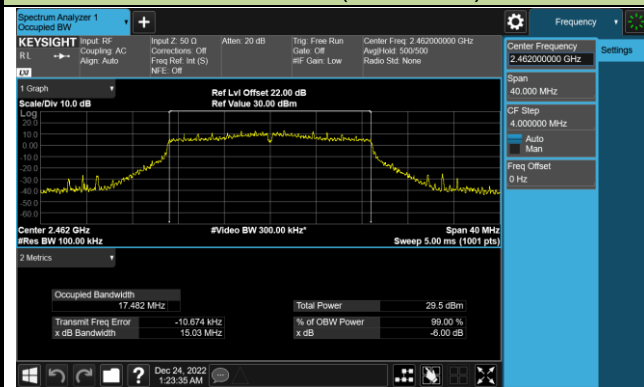 Spectrum Analyzer 1
Occupied BW
Frequency
KEYSIGHT
RL
LXI
Input: RF
Coupling: AC
Align: Auto
Input Z: 50 Ω
Corrections: Off
Freq Ref: Int (S)
NFE: Off
Atten: 20 dB
Trig: Free Run
Gate: Off
#IF Gain: Low
Center Freq: 2.462000000 GHz
Avg|Hold: 500/500
Radio Std: None
Center Frequency
2.462000000 GHz
Settings
Span
40.000 MHz
CF Step
4.000000 MHz
Auto
Man
Freq Offset
0 Hz
1 Graph
Scale/Div 10.0 dB
Ref Lvl Offset 22.00 dB
Ref Value 30.00 dBm
Log
20.0
10.0
0.00
-10.0
-20.0
-30.0
-40.0
-50.0
-60.0
Center 2.462 GHz
#Res BW 100.00 kHz
#Video BW 300.00 kHz*
Span 40 MHz
Sweep 5.00 ms (1001 pts)
2 Metrics
Occupied Bandwidth
17.482 MHz
Total Power 29.5 dBm
Transmit Freq Error -10.674 kHz
% of OBW Power 99.00 %
x dB Bandwidth 15.03 MHz
x dB -6.00 dB
Dec 24, 2022
1:23:35 AM